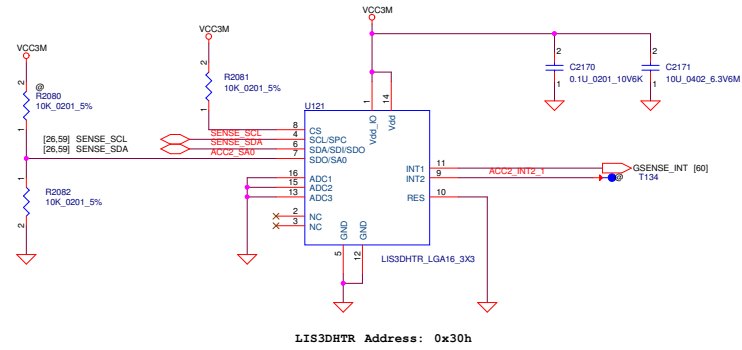 VCC3M
VCC3M
VCC3M
2
@
R2080
10K_0201_5%
1
2
R2081
10K_0201_5%
1
2
C2170
0.1U_0201_10V6K
1
2
C2171
10U_0402_6.3V6M
1
U121
1
14
Vdd_IO
Vdd
[26,59] SENSE_SCL
[26,59] SENSE_SDA
SENSE_SCL
SENSE_SDA
ACC2_SA0
8 CS
4 SCL/SPC
6 SDA/SDI/SDO
7 SDO/SA0
1
R2082
10K_0201_5%
2
16 ADC1
15 ADC2
13 ADC3
2 NC
3 NC
INT1 11
INT2 9
RES 10
ACC2_INT2_1
GSENSE_INT [60]
@
T134
GND
GND
5
12
LIS3DHTR_LGA16_3X3
LIS3DHTR Address: 0x30h